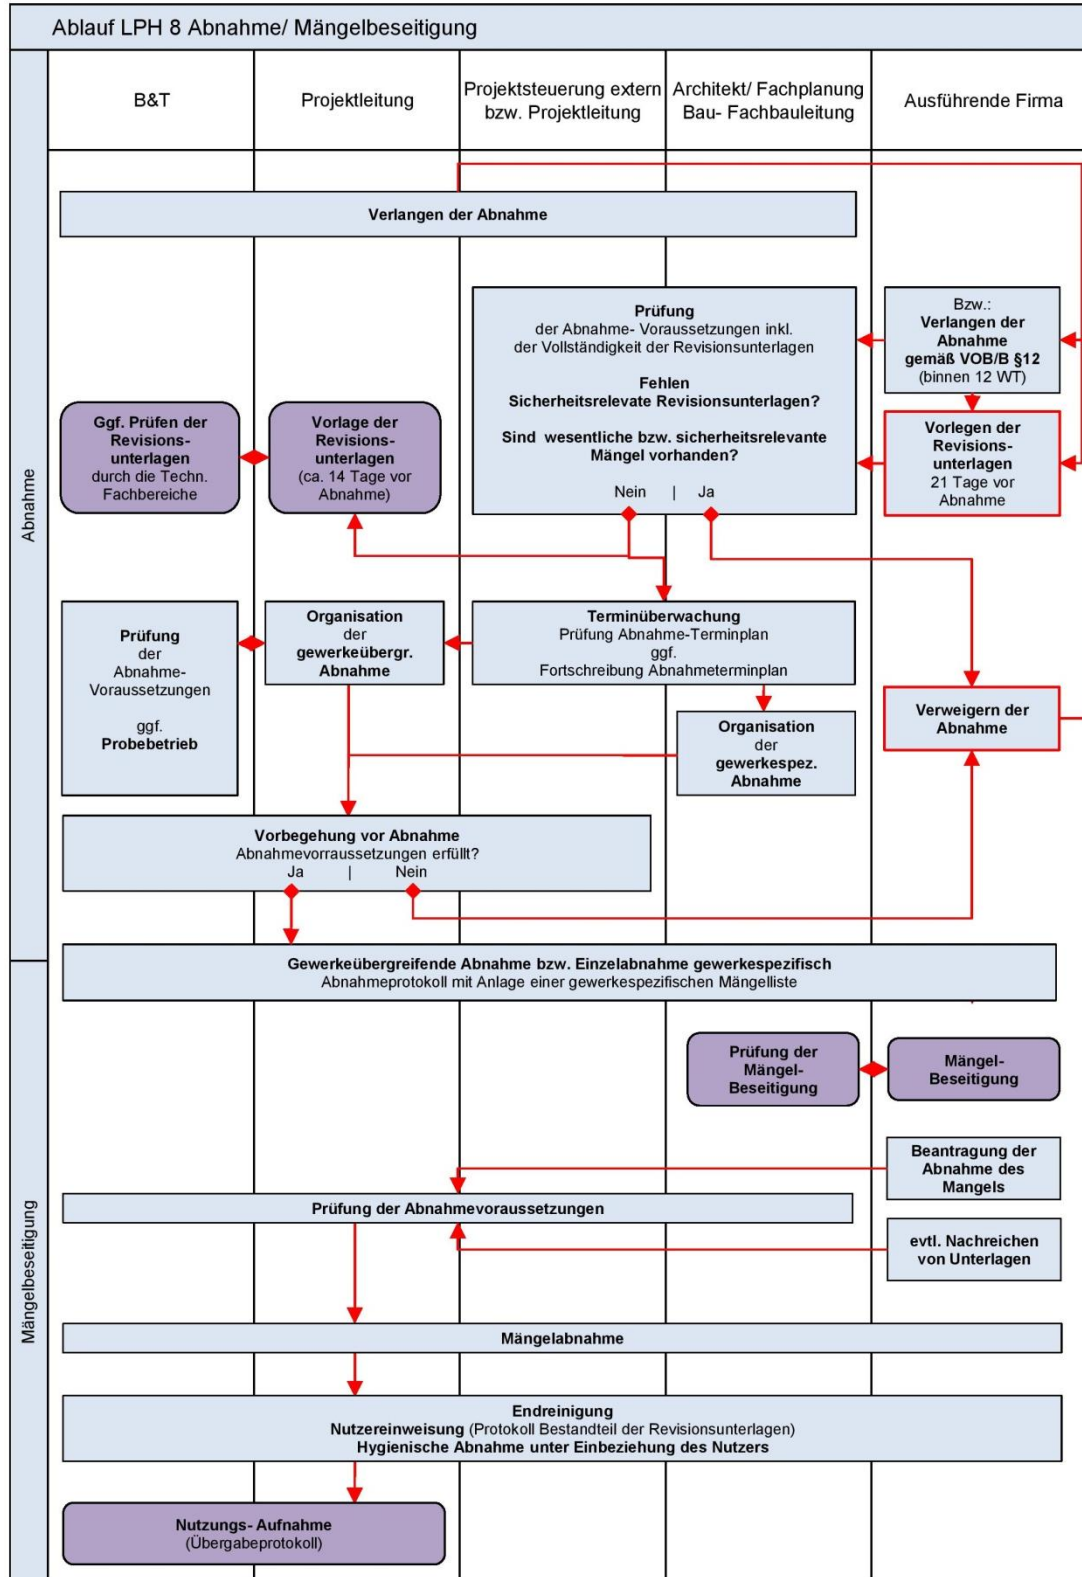 Ablauf LPH 8 Abnahme/ Mängelbeseitigung
B&T
Projektleitung
Projektsteuerung extern
bzw. Projektleitung
Architekt/ Fachplanung
Bau- Fachbauleitung
Ausführende Firma
Abnahme
Verlangen der Abnahme
Prüfung
der Abnahme- Voraussetzungen inkl.
der Vollständigkeit der Revisionsunterlagen
Fehlen
Sicherheitsrelevate Revisionsunterlagen?
Sind wesentliche bzw. sicherheitsrelevante
Mängel vorhanden?
Nein | Ja
Bzw.:
Verlangen der
Abnahme
gemäß VOB/B §12
(binnen 12 WT)
Ggf. Prüfen der
Revisions-
unterlagen
durch die Techn.
Fachbereiche
Vorlage der
Revisions-
unterlagen
(ca. 14 Tage vor
Abnahme)
Vorlegen der
Revisions-
unterlagen
21 Tage vor
Abnahme
Prüfung
der
Abnahme-
Voraussetzungen
ggf.
Probebetrieb
Organisation
der
gewerkeübergr.
Abnahme
Terminüberwachung
Prüfung Abnahme-Terminplan
ggf.
Fortschreibung Abnahmeterminplan
Organisation
der
gewerkespez.
Abnahme
Verweigern der
Abnahme
Vorbegehung vor Abnahme
Abnahmevorraussetzungen erfüllt?
Ja | Nein
Gewerkeübergreifende Abnahme bzw. Einzelabnahme gewerkespezifisch
Abnahmeprotokoll mit Anlage einer gewerkespezifischen Mängelliste
Mängelbeseitigung
Prüfung der
Mängel-
Beseitigung
Mängel-
Beseitigung
Beantragung der
Abnahme des
Mangels
Prüfung der Abnahmevoraussetzungen
evtl. Nachreichen
von Unterlagen
Mängelabnahme
Endreinigung
Nutzereinweisung (Protokoll Bestandteil der Revisionsunterlagen)
Hygienische Abnahme unter Einbeziehung des Nutzers
Nutzungs- Aufnahme
(Übergabeprotokoll)